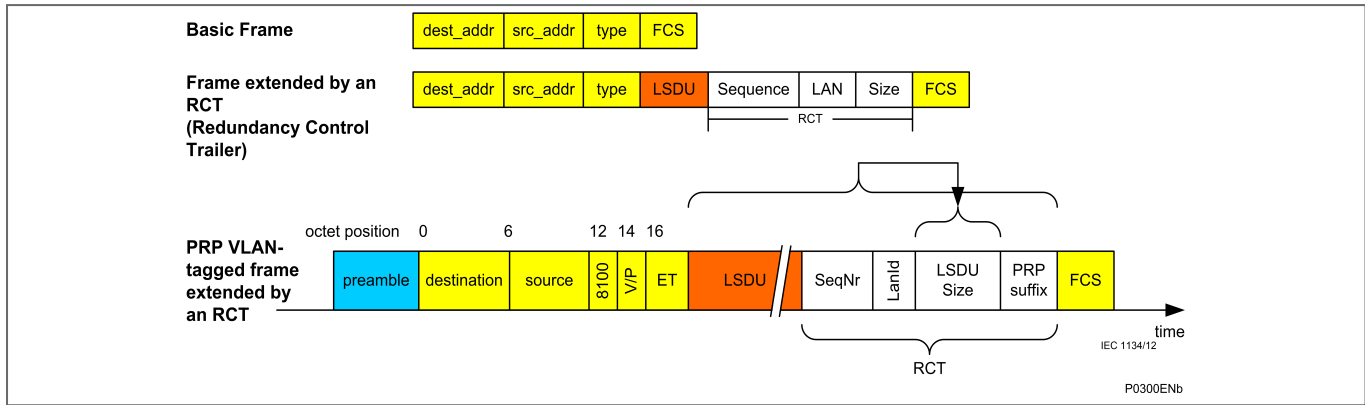 Basic Frame
dest_addr src_addr type FCS
Frame extended by an
RCT
(Redundancy Control
Trailer)
dest_addr src_addr type LSDU Sequence LAN Size FCS
RCT
octet position 0 6 12 14 16
PRP VLAN-
tagged frame
extended by
an RCT
preamble destination source 8100 V/P ET LSDU SeqNr LanId LSDU
Size PRP
suffix FCS
time
IEC 1134/12
RCT
P0300ENb